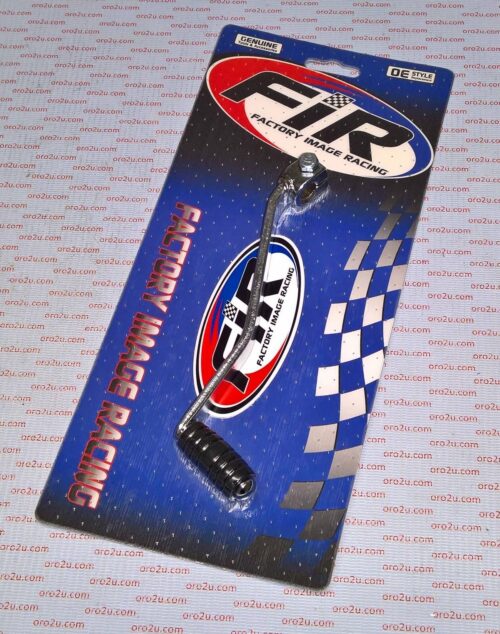 GENUINE
OE STYLE
FiR
FACTORY IMAGE RACING
FACTORY IMAGE RACING
FiR
FACTORY IMAGE RACING
oro2u.com